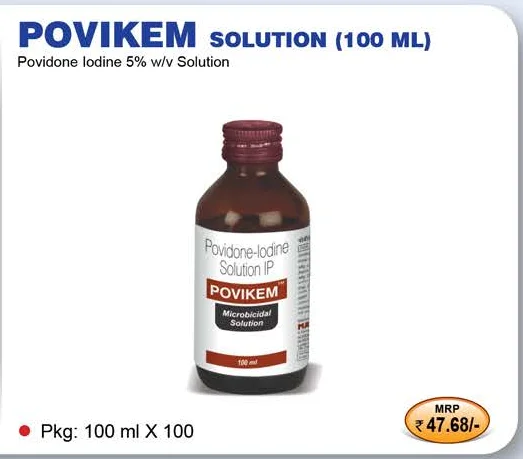 POVIKEM SOLUTION (100 ML)
Povidone Iodine 5% w/v Solution
Povidone-Iodine
Solution IP
POVIKEM™
Microbicidal
Solution
100 ml
Pkg: 100 ml X 100
MRP
₹ 47.68/-